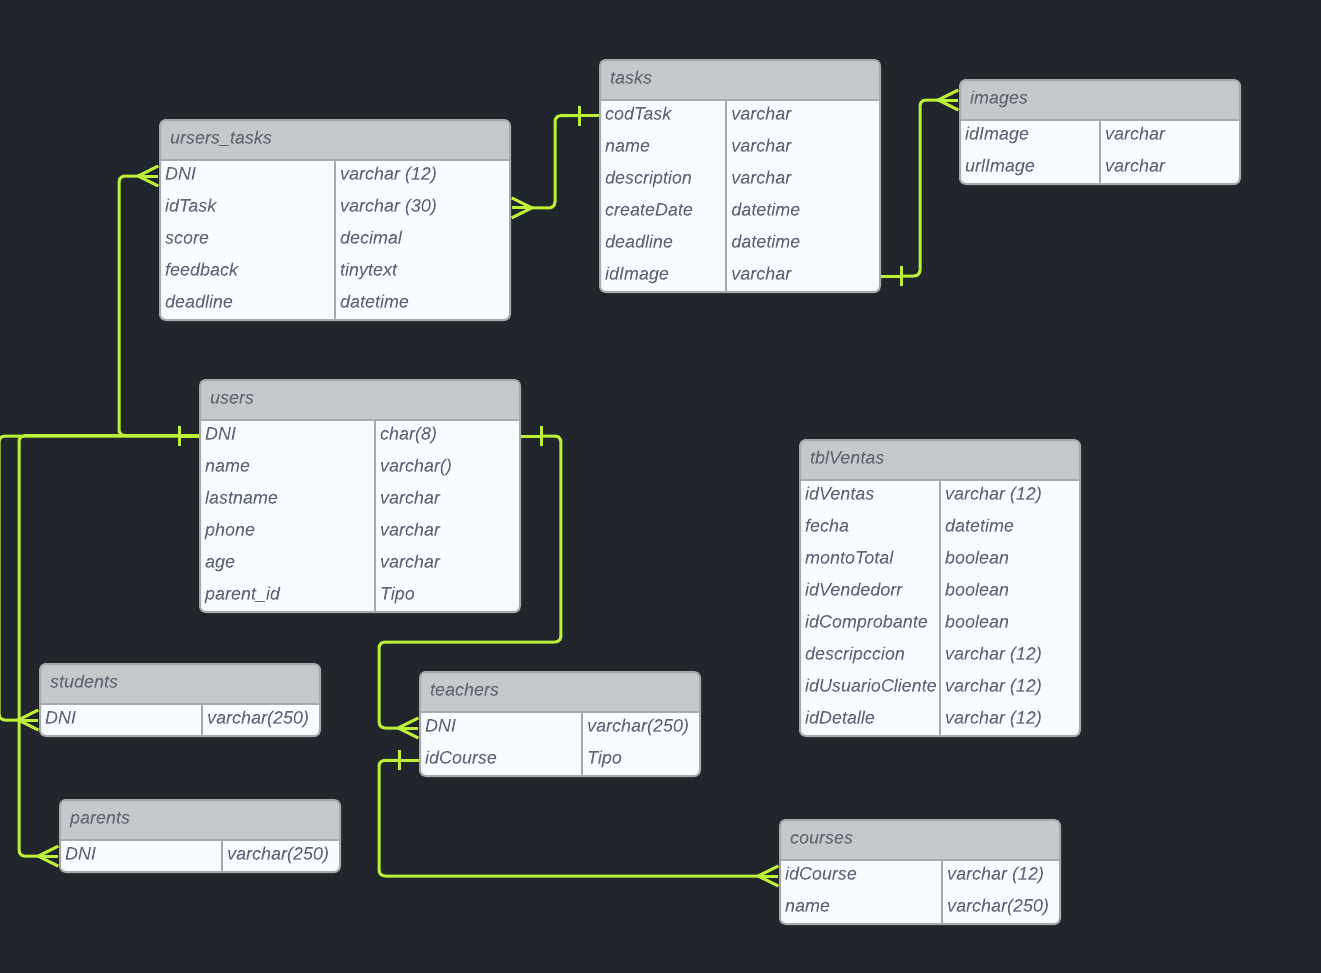 tasks
codTask varchar
name varchar
description varchar
createDate datetime
deadline datetime
idImage varchar
images
idImage varchar
urlImage varchar
ursers_tasks
DNI varchar (12)
idTask varchar (30)
score decimal
feedback tinytext
deadline datetime
users
DNI char(8)
name varchar()
lastname varchar
phone varchar
age varchar
parent_id Tipo
tblVentas
idVentas varchar (12)
fecha datetime
montoTotal boolean
idVendedorr boolean
idComprobante boolean
descripccion varchar (12)
idUsuarioCliente varchar (12)
idDetalle varchar (12)
students
DNI varchar(250)
teachers
DNI varchar(250)
idCourse Tipo
parents
DNI varchar(250)
courses
idCourse varchar (12)
name varchar(250)